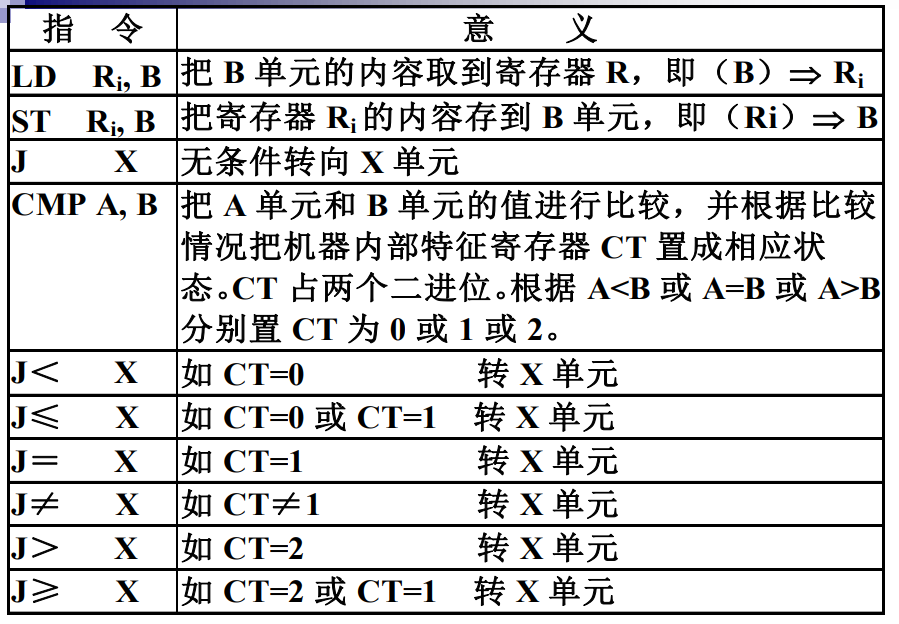 指 令 意 义
LD Ri, B 把 B 单元的内容取到寄存器 R，即（B）⇒ Ri
ST Ri, B 把寄存器 Ri 的内容存到 B 单元，即（Ri）⇒ B
J X 无条件转向 X 单元
CMP A, B 把 A 单元和 B 单元的值进行比较，并根据比较
情况把机器内部特征寄存器 CT 置成相应状
态。CT 占两个二进位。根据 A<B 或 A=B 或 A>B
分别置 CT 为 0 或 1 或 2。
J＜ X 如 CT=0 转 X 单元
J≤ X 如 CT=0 或 CT=1 转 X 单元
J＝ X 如 CT=1 转 X 单元
J≠ X 如 CT≠1 转 X 单元
J＞ X 如 CT=2 转 X 单元
J≥ X 如 CT=2 或 CT=1 转 X 单元